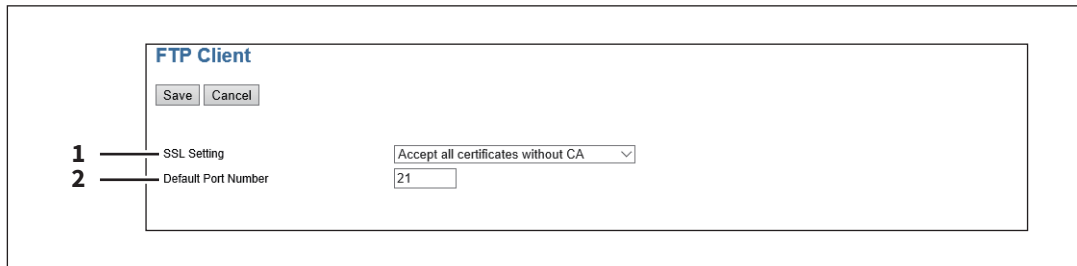 FTP Client
Save Cancel
1 SSL Setting Accept all certificates without CA
2 Default Port Number 21